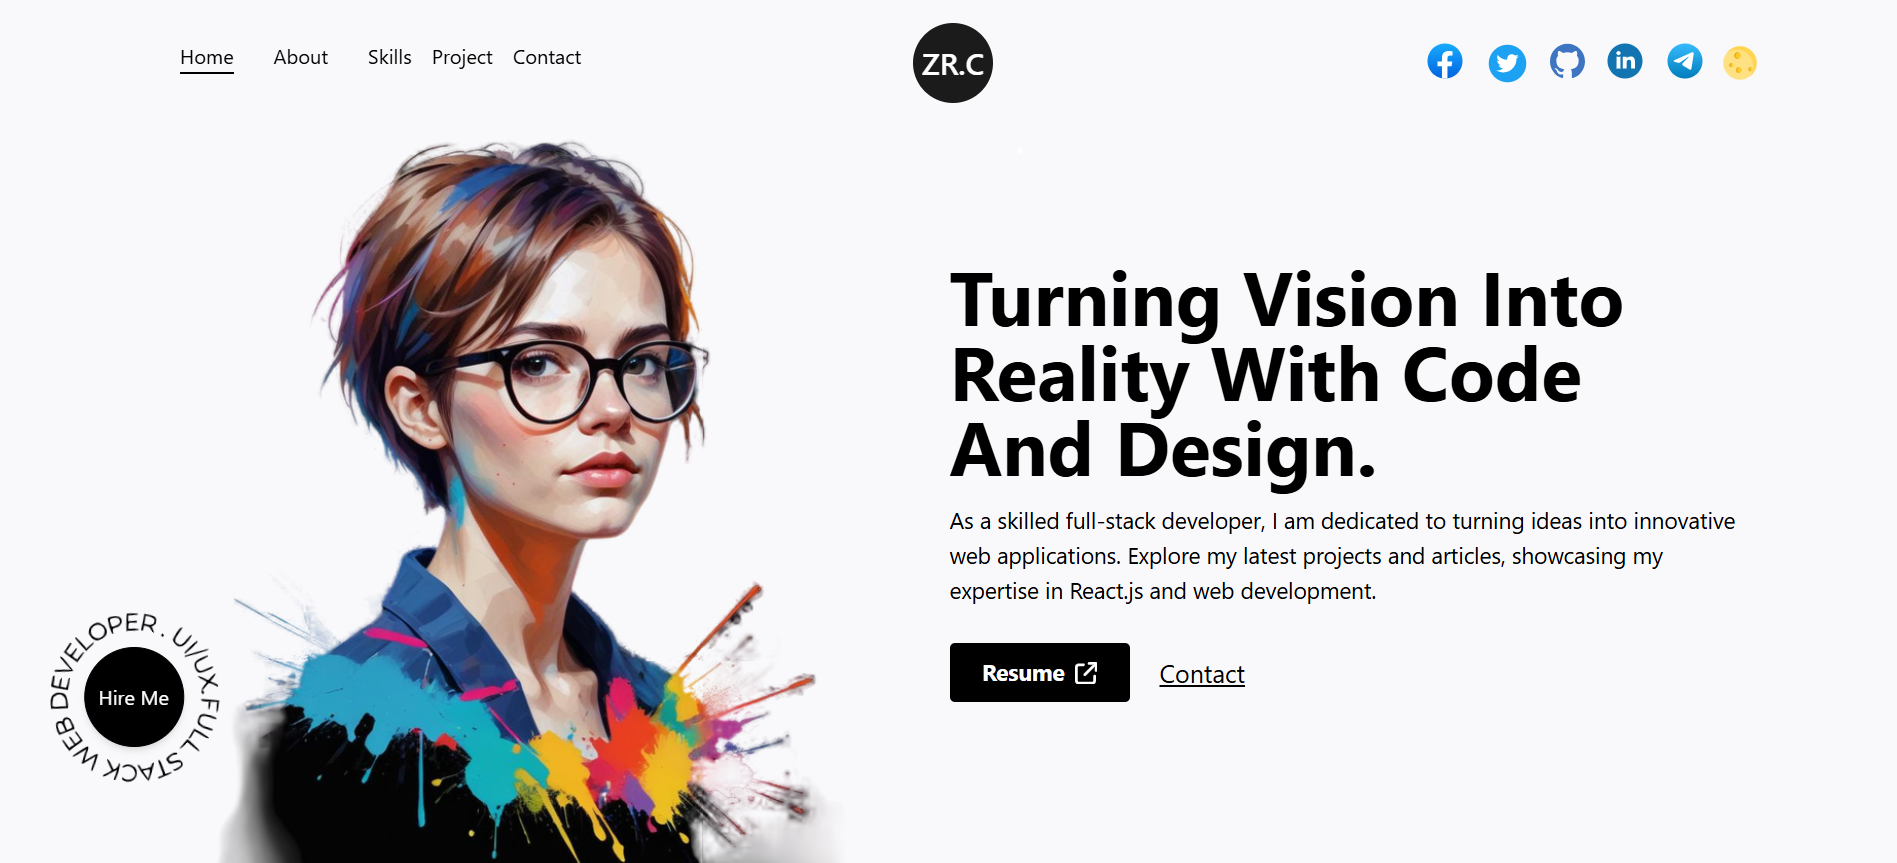 Home About Skills Project Contact
ZR.C
Turning Vision Into
Reality With Code
And Design.
As a skilled full-stack developer, I am dedicated to turning ideas into innovative
web applications. Explore my latest projects and articles, showcasing my
expertise in React.js and web development.
Resume
Contact
WEB DEVELOPER . UI/UX.FULL STACK
Hire Me